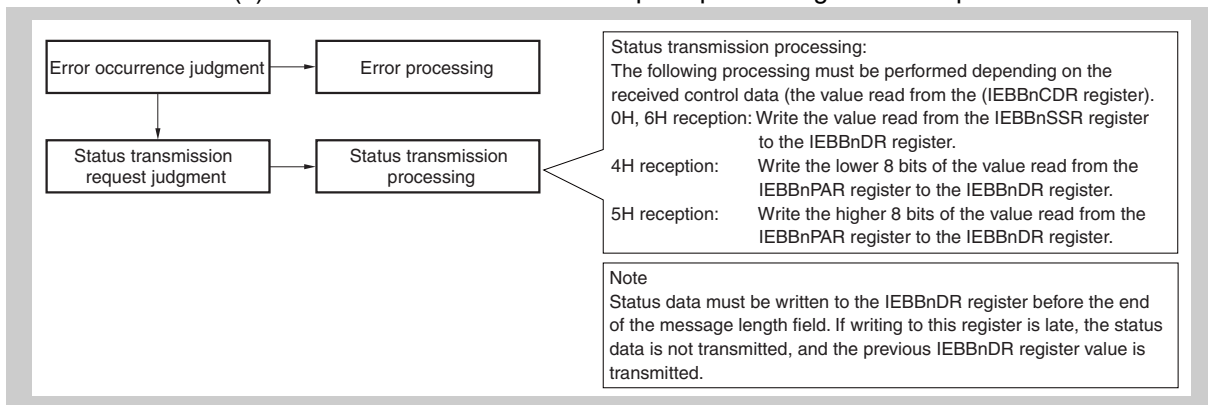 Error occurrence judgment
Error processing
Status transmission
request judgment
Status transmission
processing
Status transmission processing:
The following processing must be performed depending on the
received control data (the value read from the (IEBBnCDR register).
0H, 6H reception: Write the value read from the IEBBnSSR register
to the IEBBnDR register.
4H reception: Write the lower 8 bits of the value read from the
IEBBnPAR register to the IEBBnDR register.
5H reception: Write the higher 8 bits of the value read from the
IEBBnPAR register to the IEBBnDR register.
Note
Status data must be written to the IEBBnDR register before the end
of the message length field. If writing to this register is late, the status
data is not transmitted, and the previous IEBBnDR register value is
transmitted.